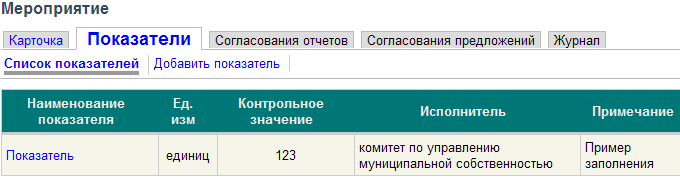 Мероприятие
Карточка Показатели Согласования отчетов Согласования предложений Журнал
Список показателей Добавить показатель
Наименование показателя Ед. изм Контрольное значение Исполнитель Примечание
Показатель единиц 123 комитет по управлению муниципальной собственностью Пример заполнения